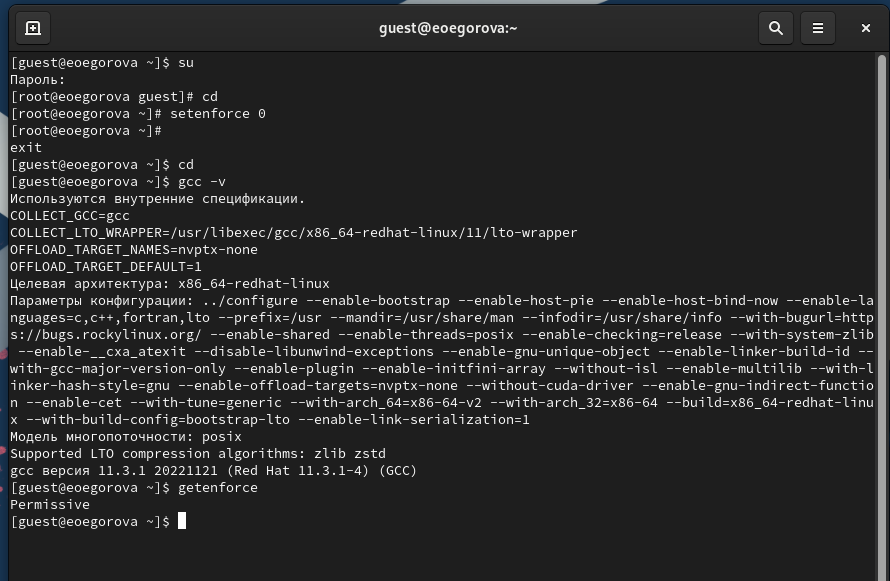 guest@eoegorova:~
[guest@eoegorova ~]$ su
Пароль:
[root@eoegorova guest]# cd
[root@eoegorova ~]# setenforce 0
[root@eoegorova ~]#
exit
[guest@eoegorova ~]$ cd
[guest@eoegorova ~]$ gcc -v
Используются внутренние спецификации.
COLLECT_GCC=gcc
COLLECT_LTO_WRAPPER=/usr/libexec/gcc/x86_64-redhat-linux/11/lto-wrapper
OFFLOAD_TARGET_NAMES=nvptx-none
OFFLOAD_TARGET_DEFAULT=1
Целевая архитектура: x86_64-redhat-linux
Параметры конфигурации: ../configure --enable-bootstrap --enable-host-pie --enable-host-bind-now --enable-la
nguages=c,c++,fortran,lto --prefix=/usr --mandir=/usr/share/man --infodir=/usr/share/info --with-bugurl=http
s://bugs.rockylinux.org/ --enable-shared --enable-threads=posix --enable-checking=release --with-system-zlib
 --enable-__cxa_atexit --disable-libunwind-exceptions --enable-gnu-unique-object --enable-linker-build-id --
with-gcc-major-version-only --enable-plugin --enable-initfini-array --without-isl --enable-multilib --with-l
inker-hash-style=gnu --enable-offload-targets=nvptx-none --without-cuda-driver --enable-gnu-indirect-functio
n --enable-cet --with-tune=generic --with-arch_64=x86-64-v2 --with-arch_32=x86-64 --build=x86_64-redhat-linu
x --with-build-config=bootstrap-lto --enable-link-serialization=1
Модель многопоточности: posix
Supported LTO compression algorithms: zlib zstd
gcc версия 11.3.1 20221121 (Red Hat 11.3.1-4) (GCC)
[guest@eoegorova ~]$ getenforce
Permissive
[guest@eoegorova ~]$